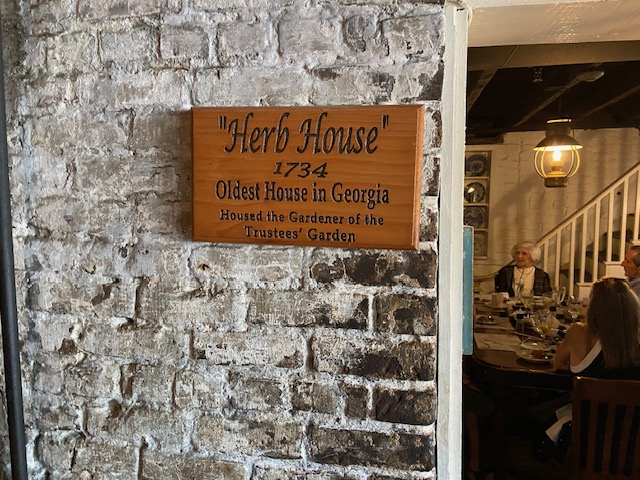 "Herb House"
1734
Oldest House in Georgia
Housed the Gardener of the
Trustees' Garden